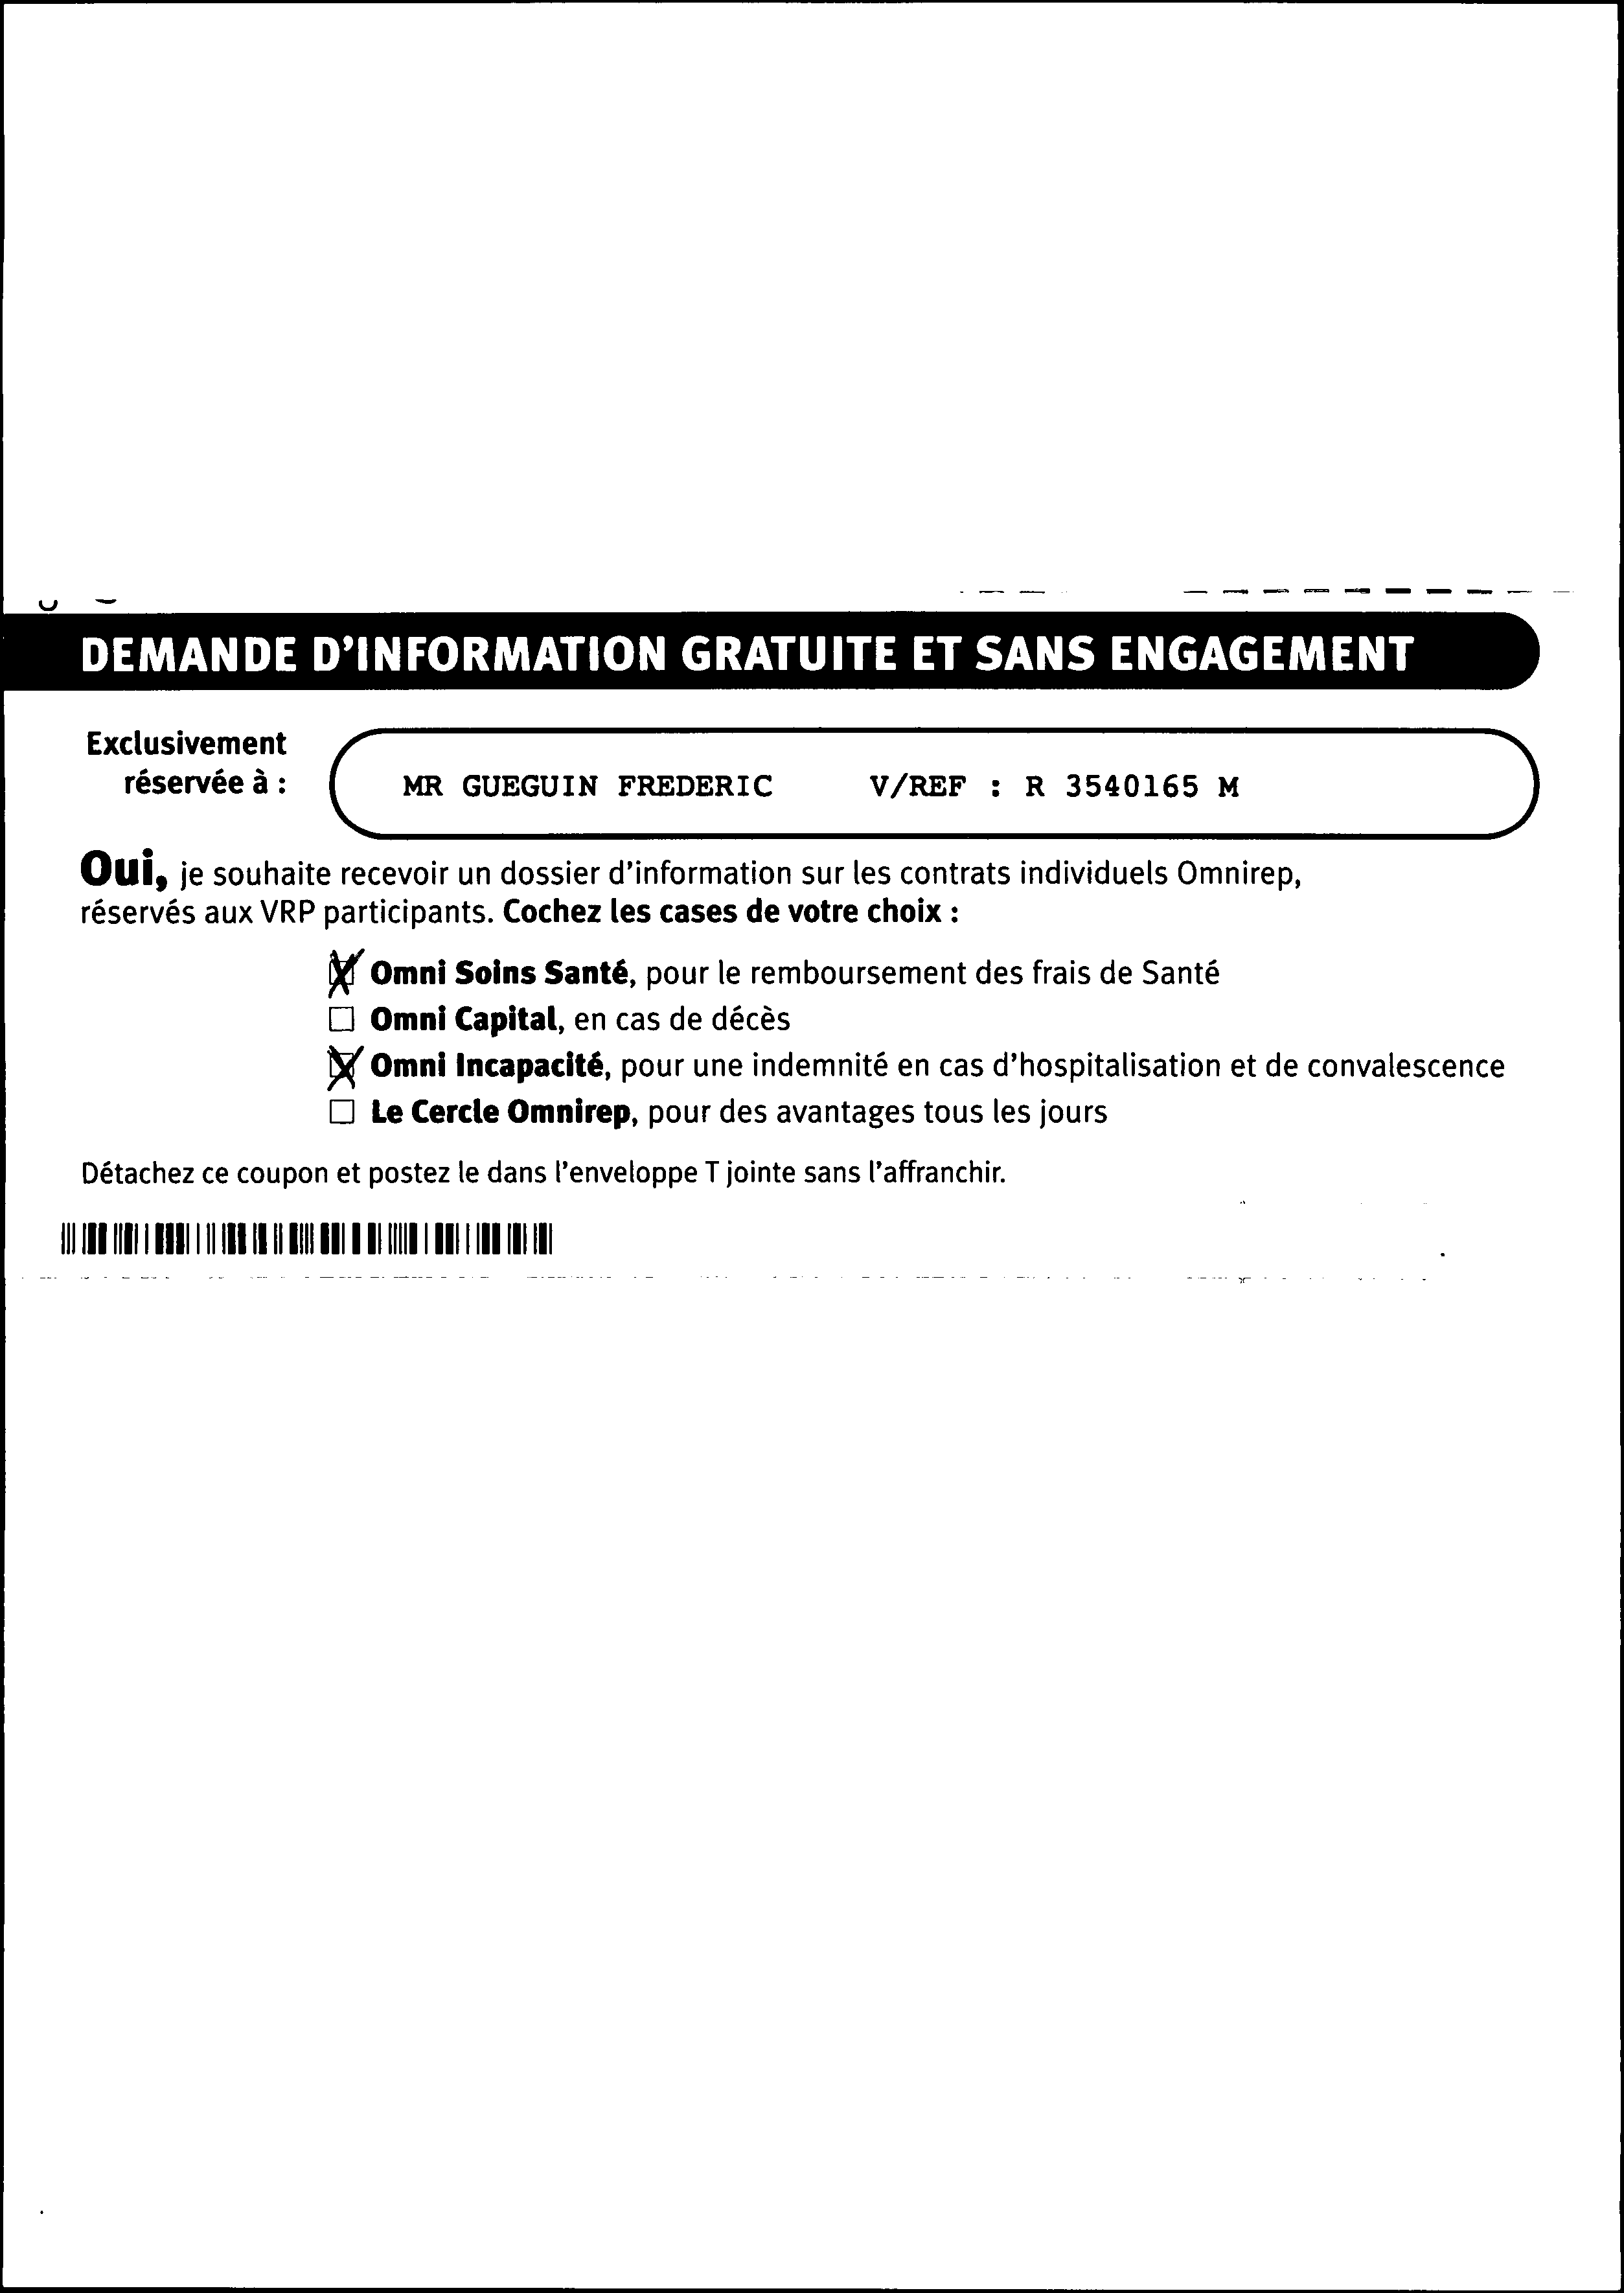 DEMANDE D'INFORMATION GRATUITE ET SANS ENGAGEMENT
Exclusivement
réservée à :
MR GUEGUIN FREDERIC V/REF : R 3540165 M
Oui, je souhaite recevoir un dossier d'information sur les contrats individuels Omnirep,
réservés aux VRP participants. Cochez les cases de votre choix :
Omni Soins Santé, pour le remboursement des frais de Santé
Omni Capital, en cas de décès
Omni Incapacité, pour une indemnité en cas d'hospitalisation et de convalescence
Le Cercle Omnirep, pour des avantages tous les jours
Détachez ce coupon et postez le dans l'enveloppe T jointe sans l'affranchir.